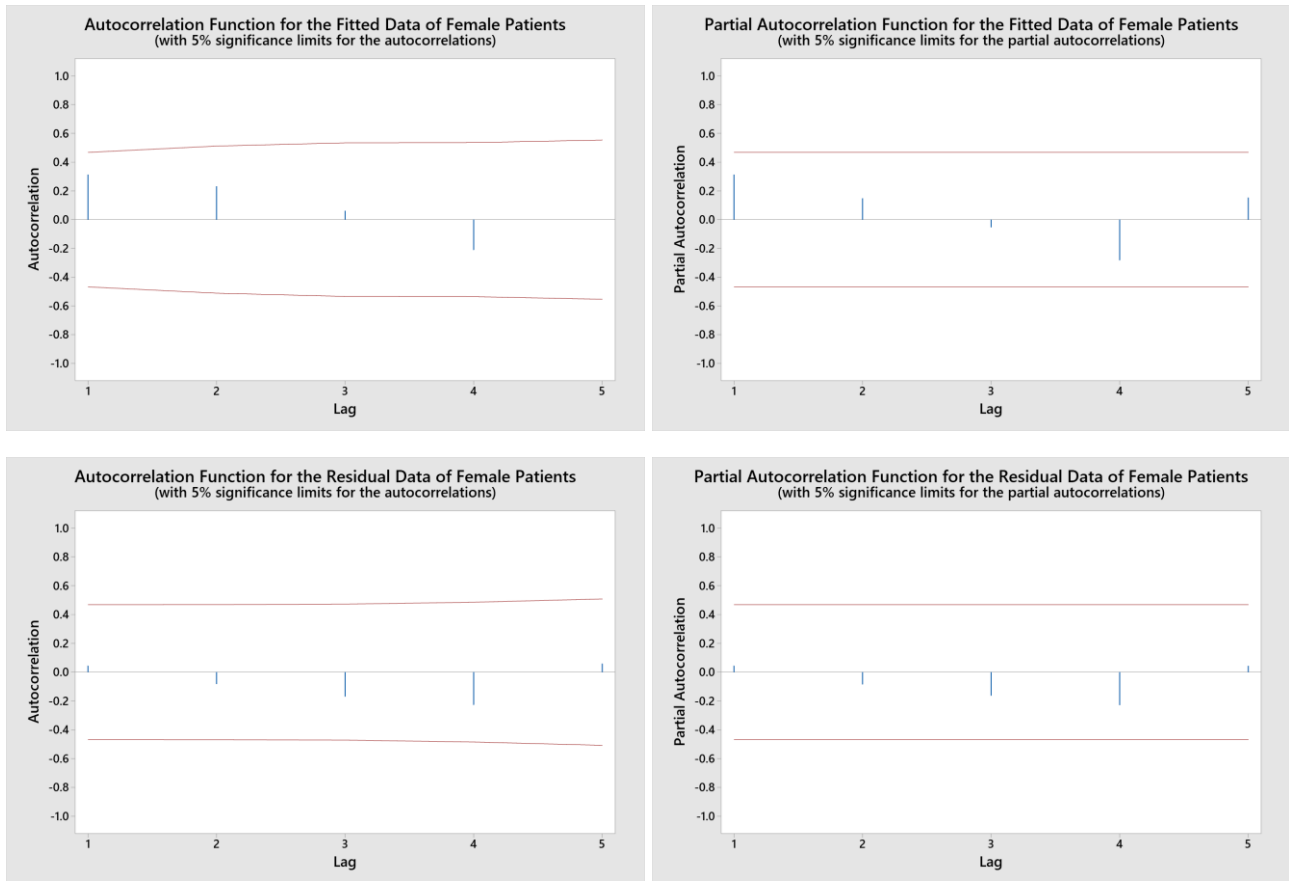 Autocorrelation Function for the Fitted Data of Female Patients
(with 5% significance limits for the autocorrelations)
Autocorrelation
1.0
0.8
0.6
0.4
0.2
0.0
-0.2
-0.4
-0.6
-0.8
-1.0
1 2 3 4 5
Lag
Partial Autocorrelation Function for the Fitted Data of Female Patients
(with 5% significance limits for the partial autocorrelations)
Partial Autocorrelation
1.0
0.8
0.6
0.4
0.2
0.0
-0.2
-0.4
-0.6
-0.8
-1.0
1 2 3 4 5
Lag
Autocorrelation Function for the Residual Data of Female Patients
(with 5% significance limits for the autocorrelations)
Autocorrelation
1.0
0.8
0.6
0.4
0.2
0.0
-0.2
-0.4
-0.6
-0.8
-1.0
1 2 3 4 5
Lag
Partial Autocorrelation Function for the Residual Data of Female Patients
(with 5% significance limits for the partial autocorrelations)
Partial Autocorrelation
1.0
0.8
0.6
0.4
0.2
0.0
-0.2
-0.4
-0.6
-0.8
-1.0
1 2 3 4 5
Lag